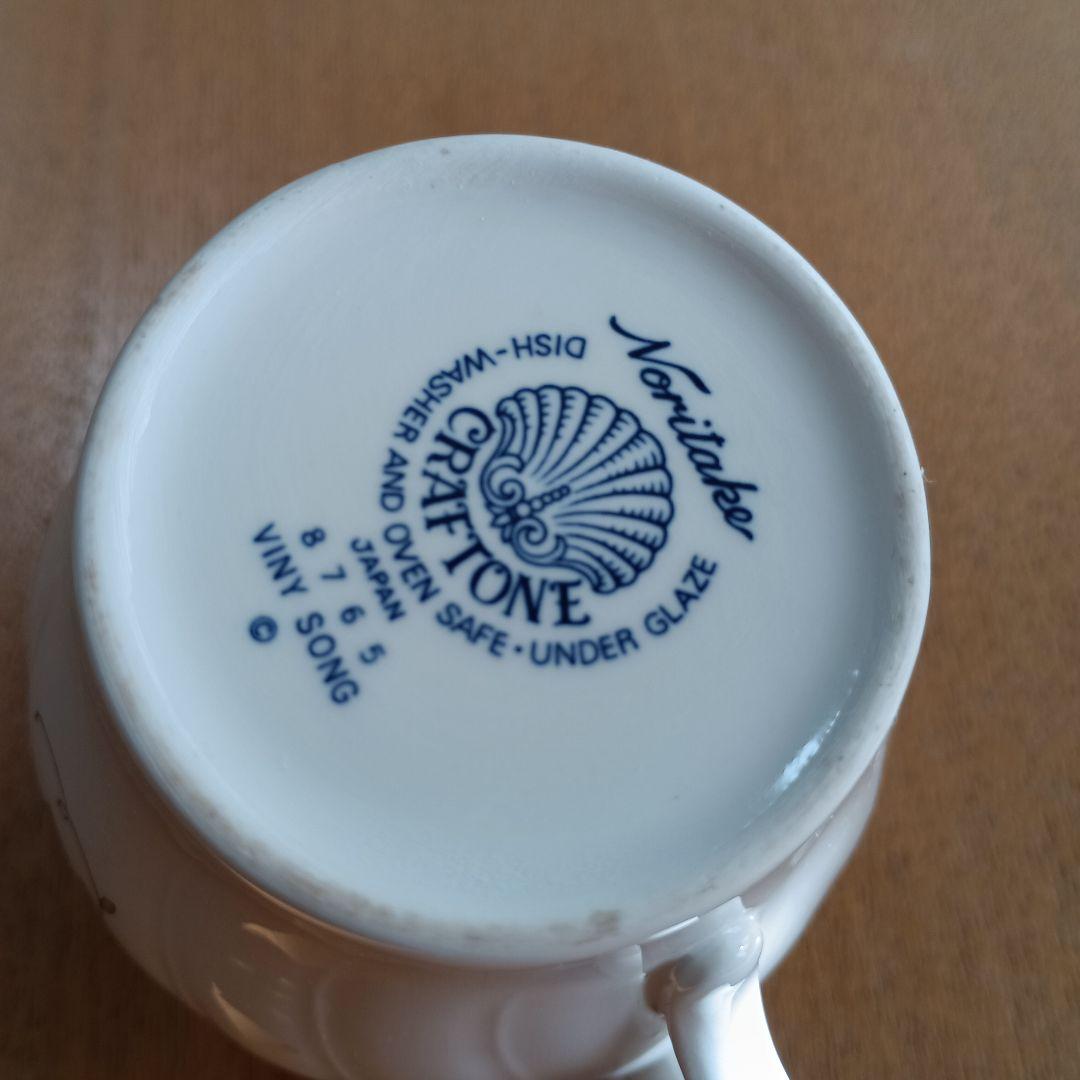 Noritake
CRAFTONE
DISH-WASHER AND OVEN SAFE · UNDER GLAZE
JAPAN
8765
VINY SONG
©